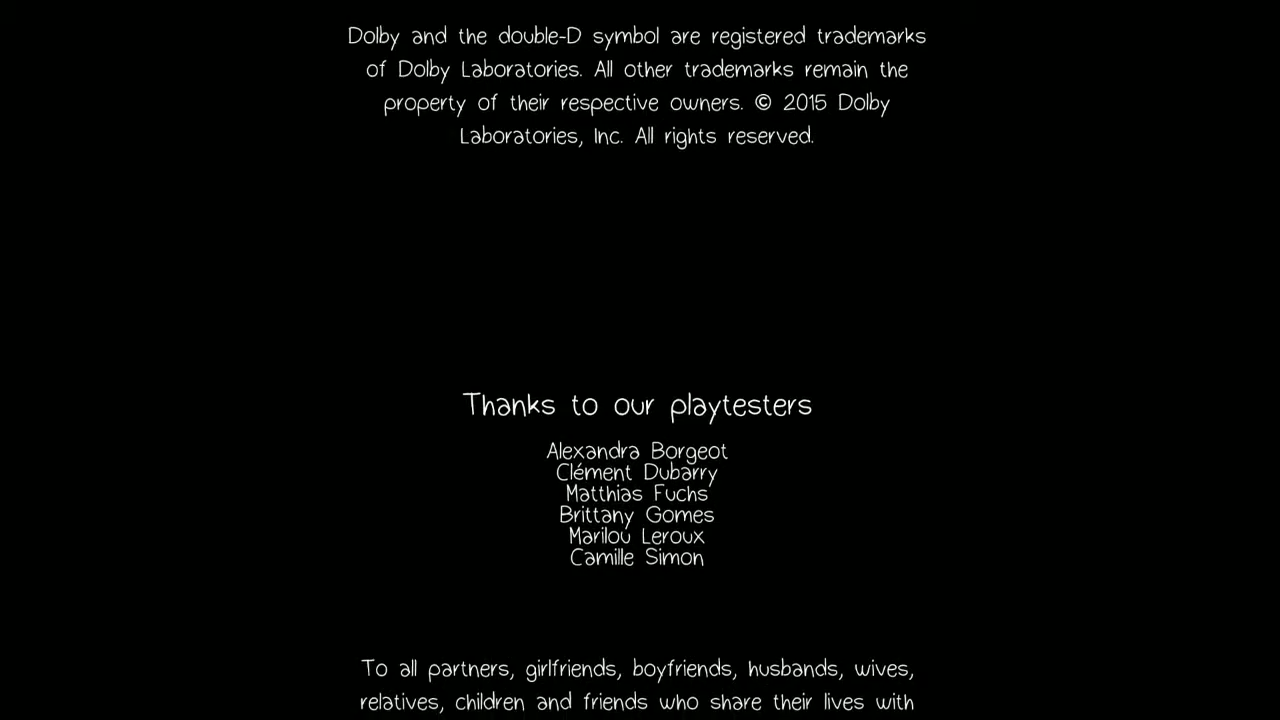 Dolby and the double-D symbol are registered trademarks
of Dolby Laboratories. All other trademarks remain the
property of their respective owners. © 2015 Dolby
Laboratories, Inc. All rights reserved.
Thanks to our playtesters
Alexandra Borgeot
Clément Dubarry
Matthias Fuchs
Brittany Gomes
Marilou Leroux
Camille Simon
To all partners, girlfriends, boyfriends, husbands, wives,
relatives, children and friends who share their lives with